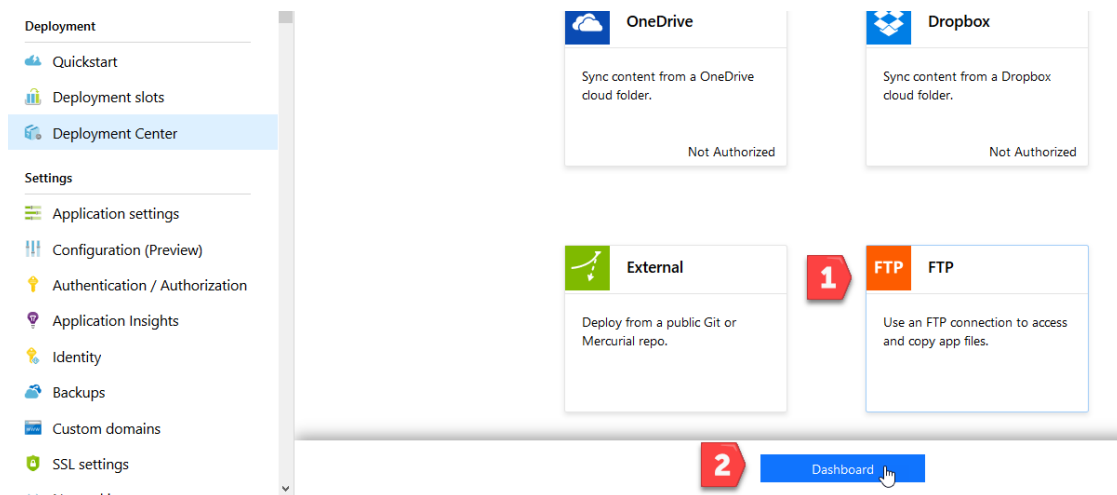 Deployment
Quickstart
Deployment slots
Deployment Center
Settings
Application settings
Configuration (Preview)
Authentication / Authorization
Application Insights
Identity
Backups
Custom domains
SSL settings
OneDrive
Sync content from a OneDrive
cloud folder.
Not Authorized
Dropbox
Sync content from a Dropbox
cloud folder.
Not Authorized
External
Deploy from a public Git or
Mercurial repo.
1
FTP
FTP
Use an FTP connection to access
and copy app files.
2
Dashboard